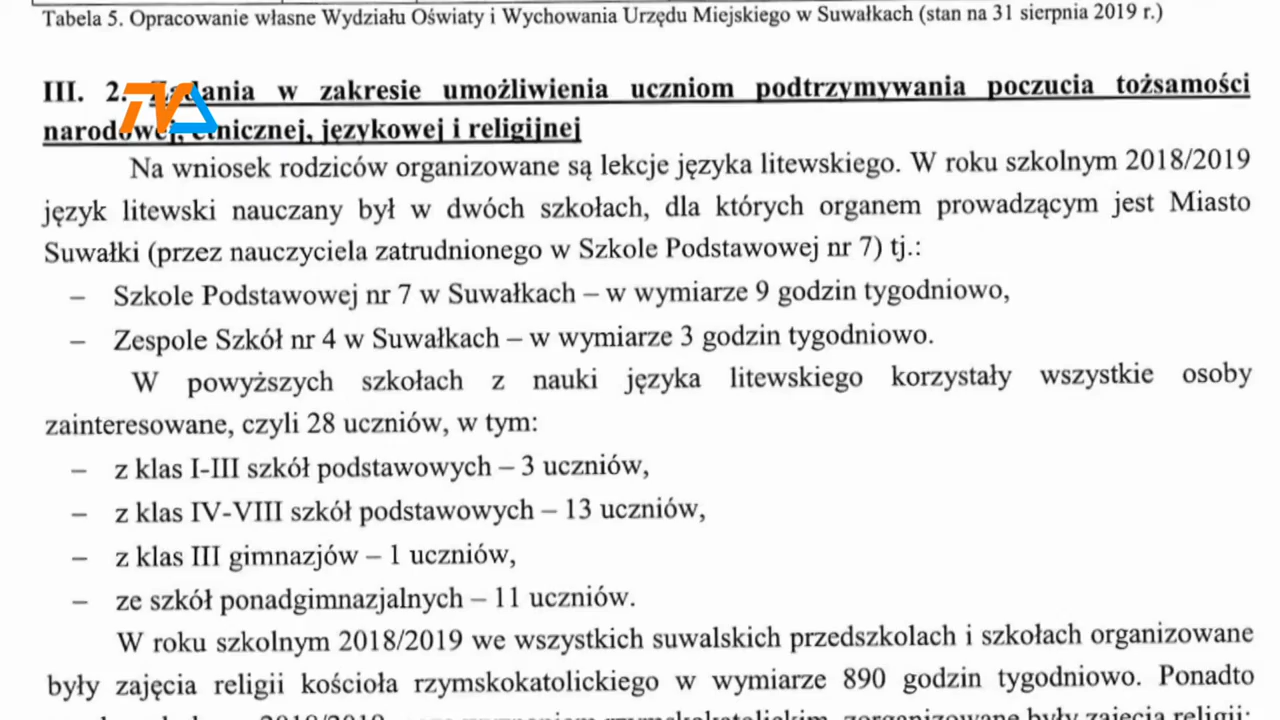 Tabela 5. Opracowanie własne Wydziału Oświaty i Wychowania Urzędu Miejskiego w Suwałkach (stan na 31 sierpnia 2019 r.)
III. 2. Zadania w zakresie umożliwienia uczniom podtrzymywania poczucia tożsamości
narodowej, etnicznej, językowej i religijnej
Na wniosek rodziców organizowane są lekcje języka litewskiego. W roku szkolnym 2018/2019
język litewski nauczany był w dwóch szkołach, dla których organem prowadzącym jest Miasto
Suwałki (przez nauczyciela zatrudnionego w Szkole Podstawowej nr 7) tj.:
– Szkole Podstawowej nr 7 w Suwałkach – w wymiarze 9 godzin tygodniowo,
– Zespole Szkół nr 4 w Suwałkach – w wymiarze 3 godzin tygodniowo.
W powyższych szkołach z nauki języka litewskiego korzystały wszystkie osoby
zainteresowane, czyli 28 uczniów, w tym:
– z klas I-III szkół podstawowych – 3 uczniów,
– z klas IV-VIII szkół podstawowych – 13 uczniów,
– z klas III gimnazjów – 1 uczniów,
– ze szkół ponadgimnazjalnych – 11 uczniów.
W roku szkolnym 2018/2019 we wszystkich suwalskich przedszkolach i szkołach organizowane
były zajęcia religii kościoła rzymskokatolickiego w wymiarze 890 godzin tygodniowo. Ponadto
2018/2019 zorganizowane były zajęcia religii: